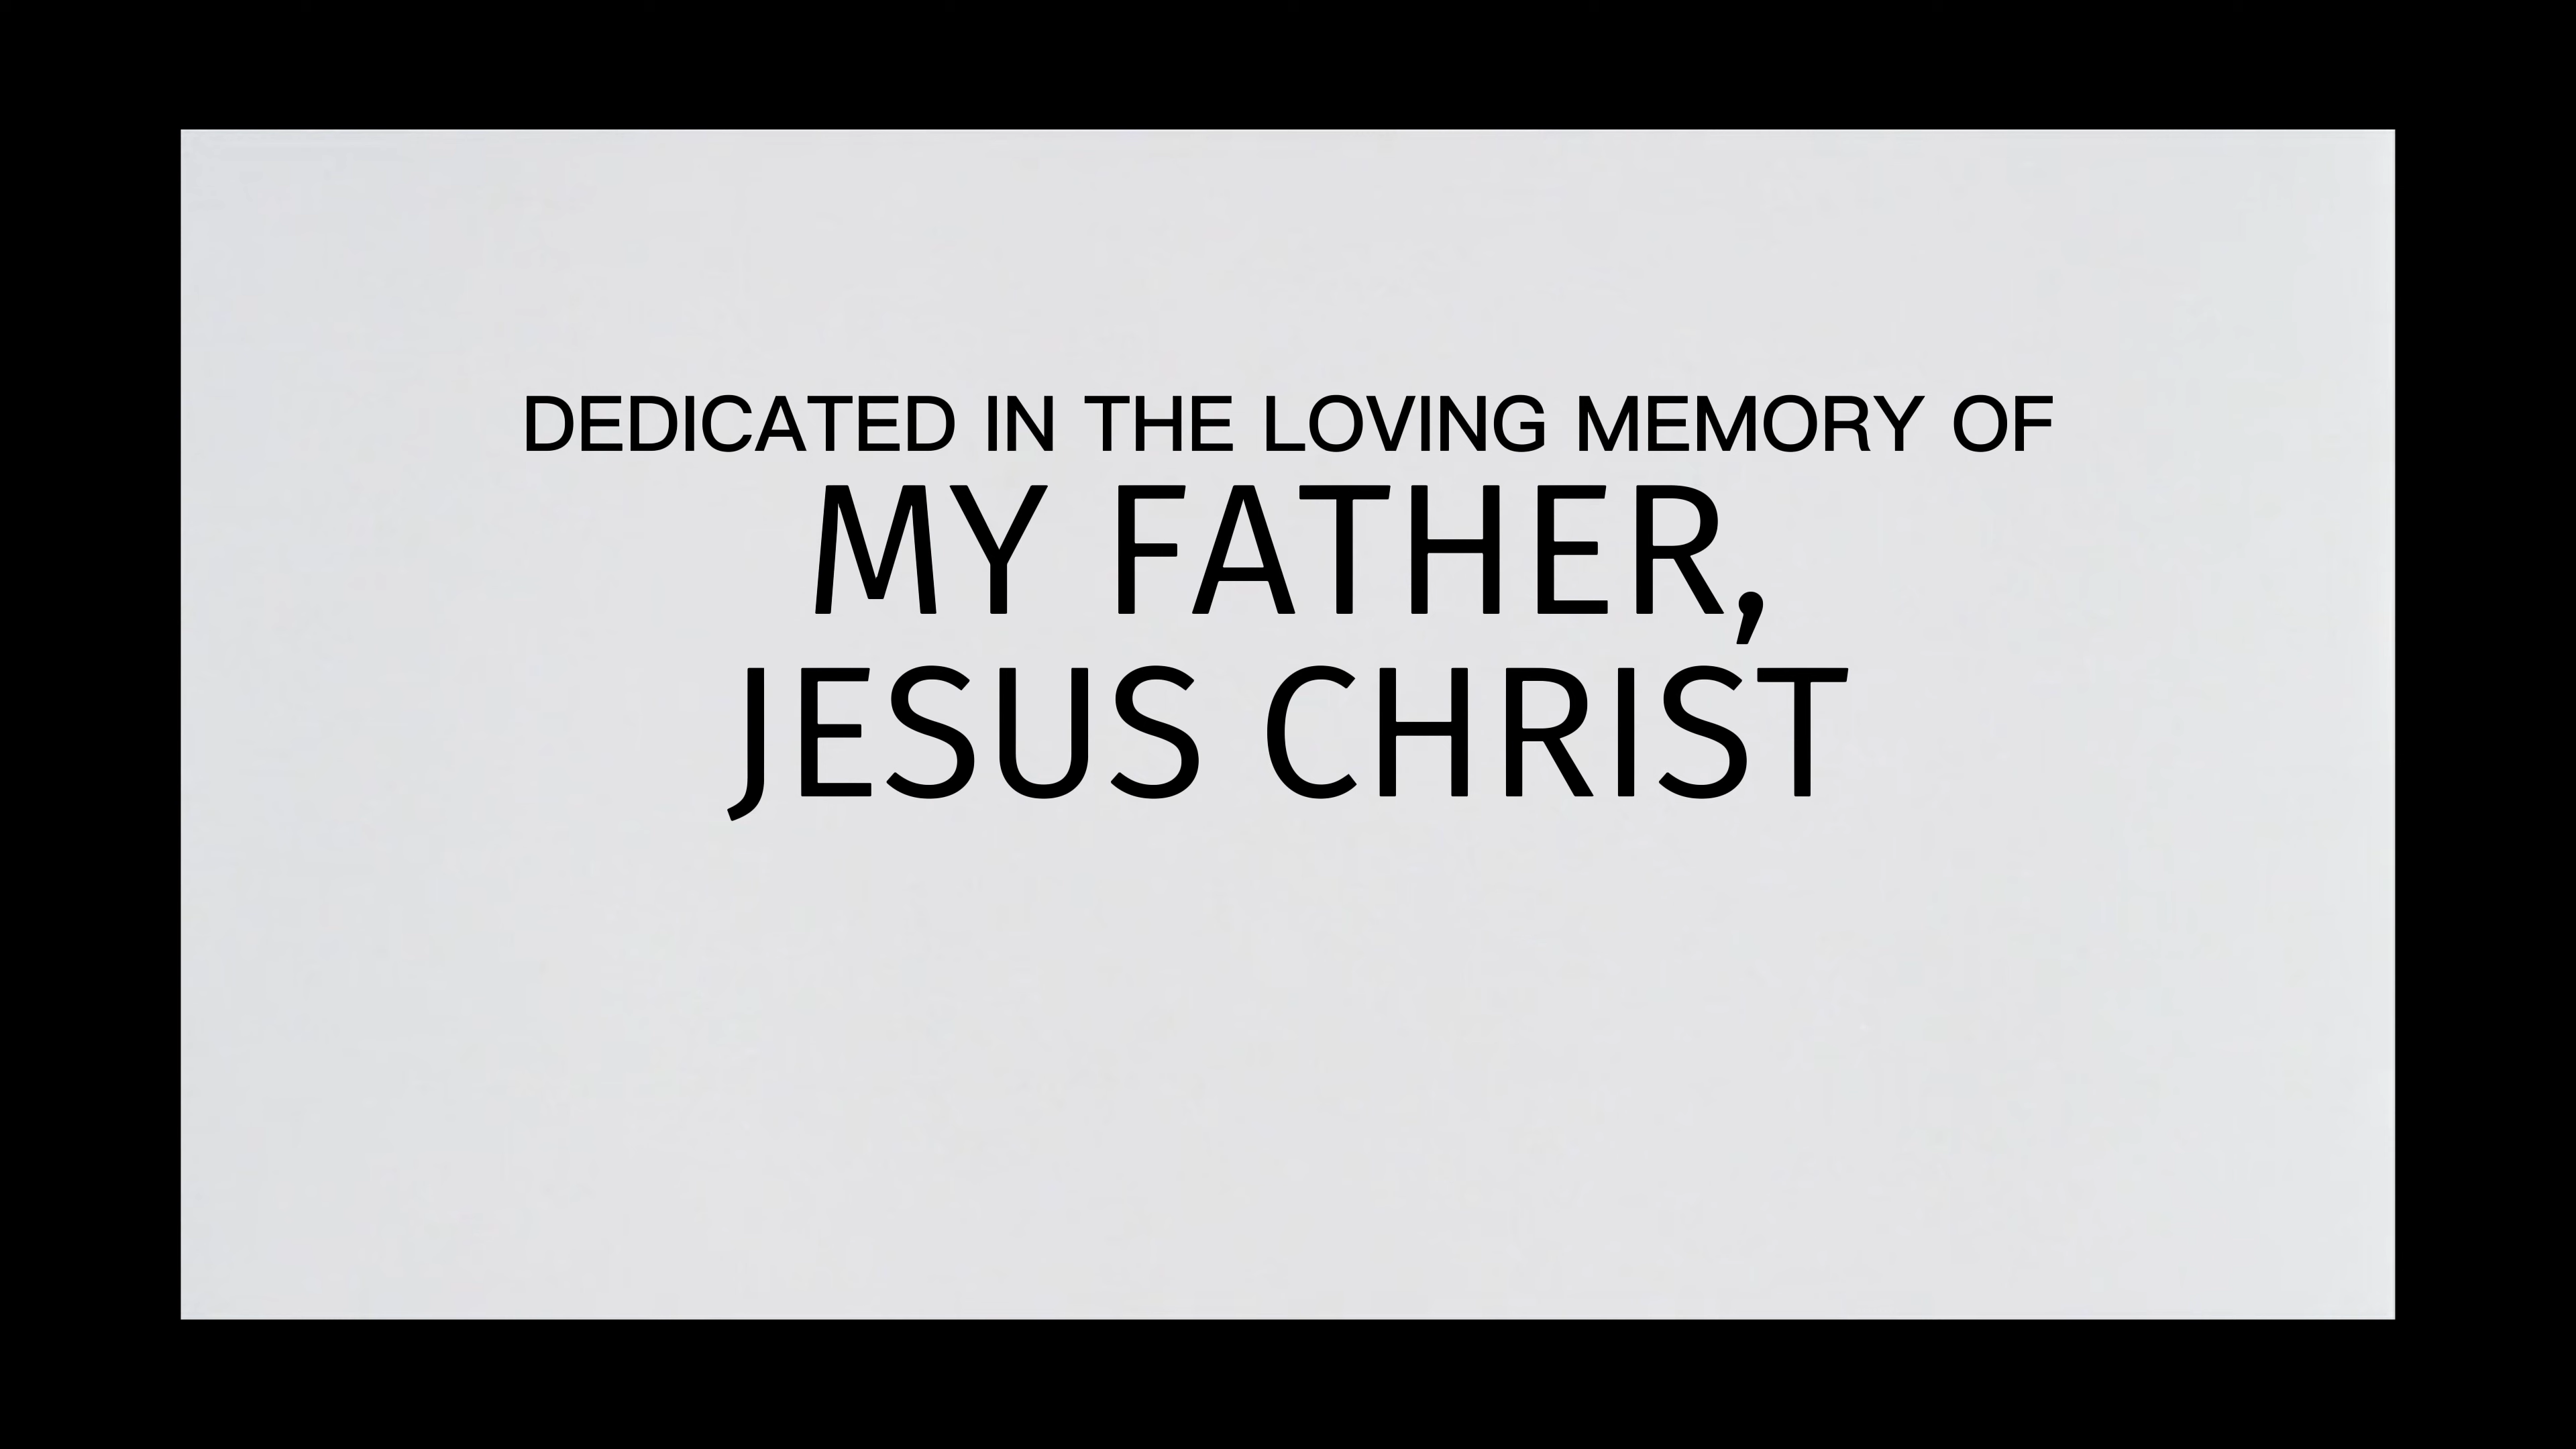 DEDICATED IN THE LOVING MEMORY OF
MY FATHER,
JESUS CHRIST